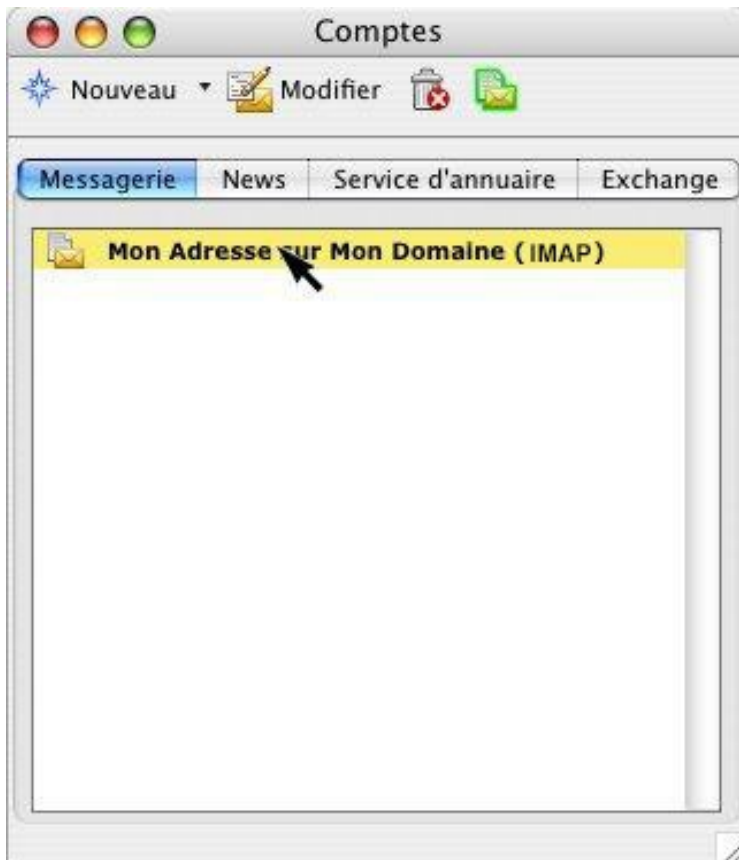 Comptes
Nouveau Modifier
Messagerie News Service d'annuaire Exchange
Mon Adresse sur Mon Domaine (IMAP)